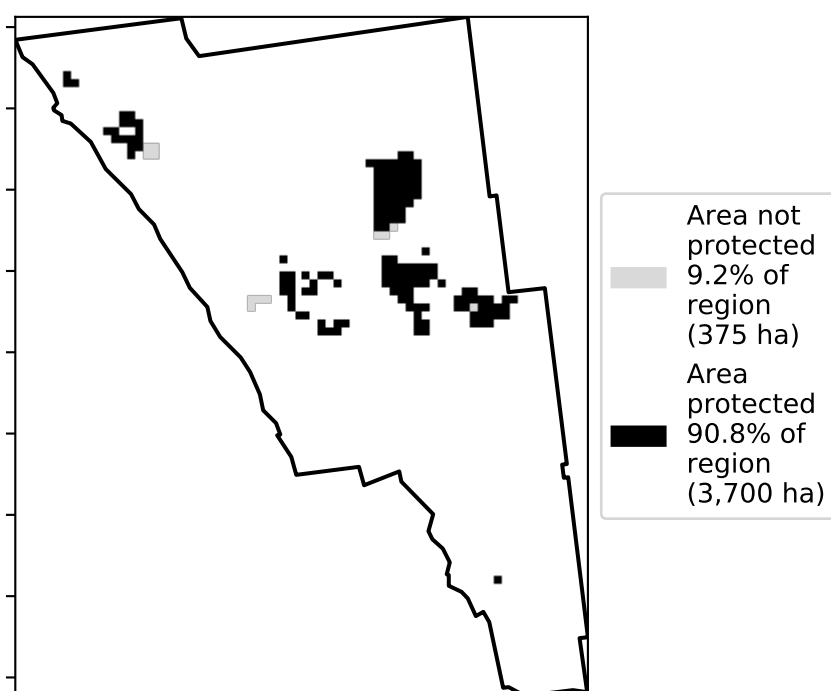 Area not
protected
9.2% of
region
(375 ha)
Area
protected
90.8% of
region
(3,700 ha)